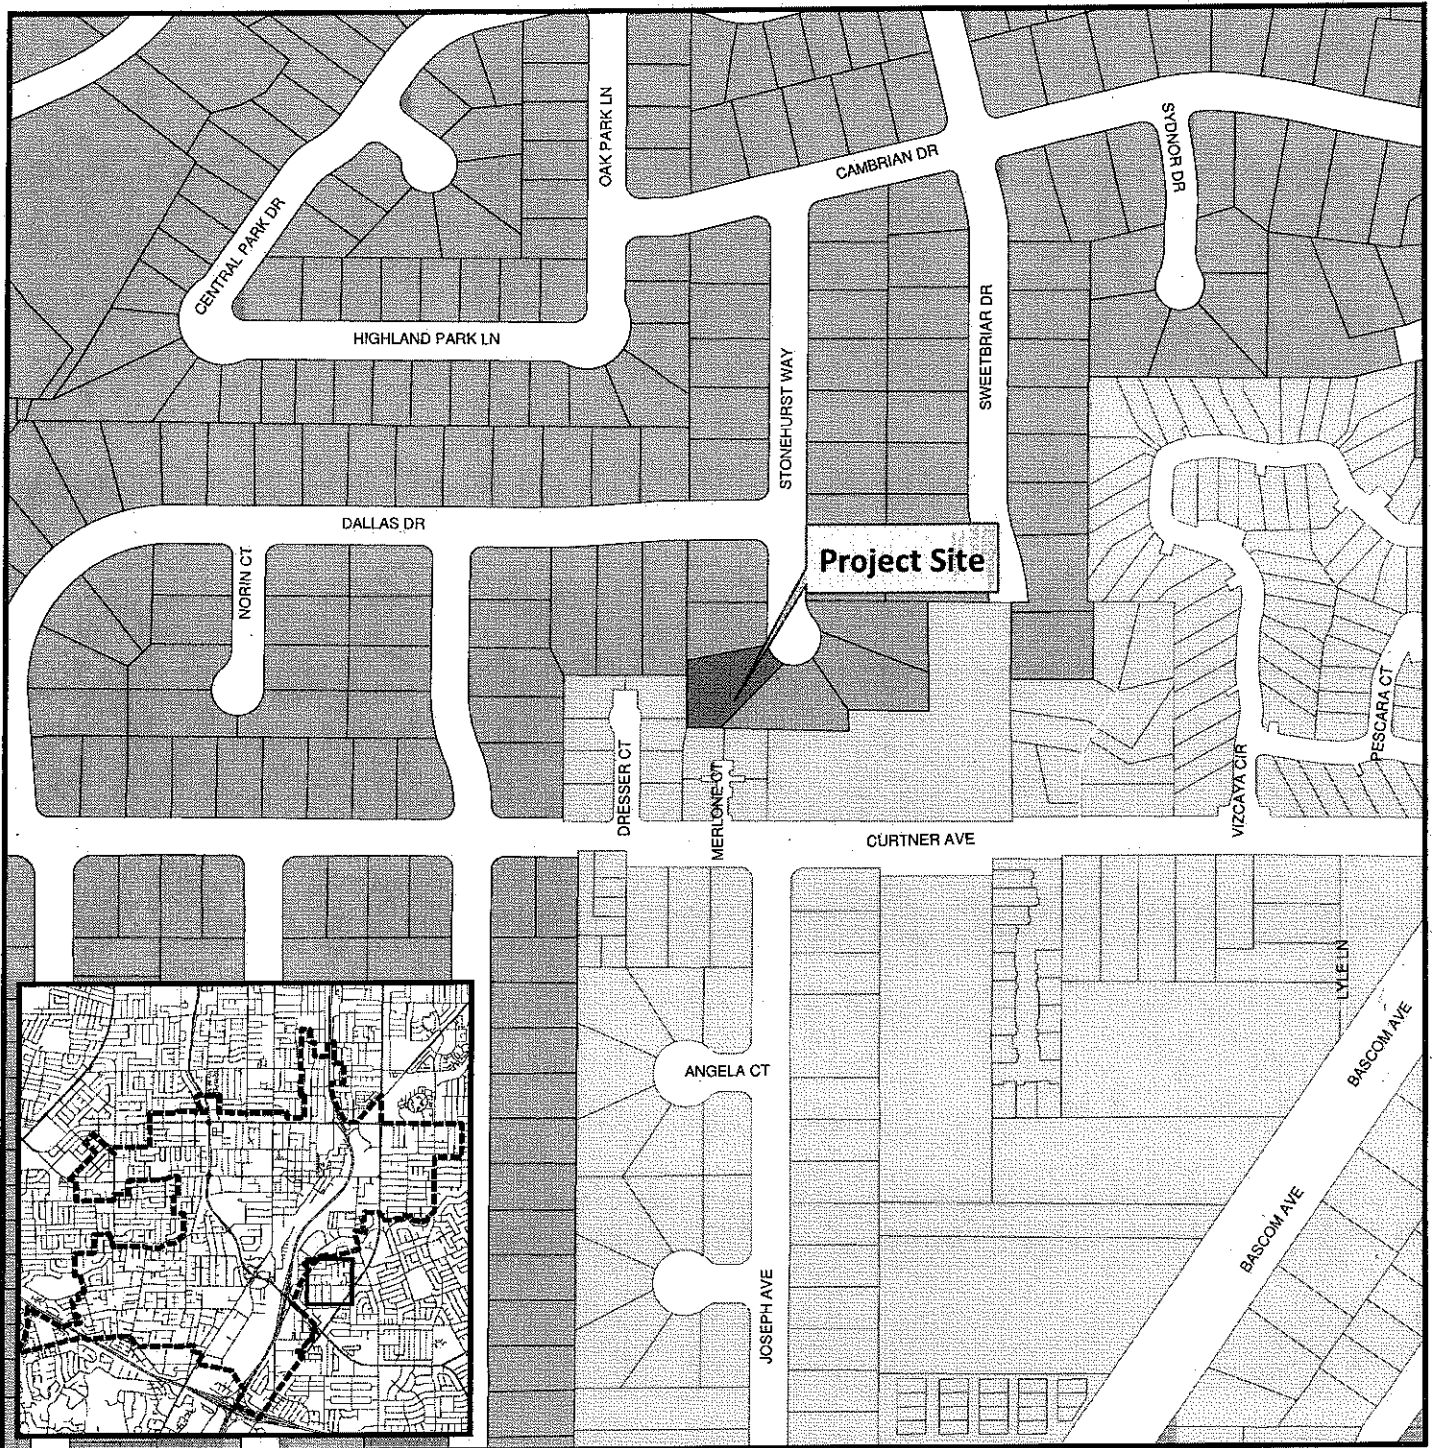 OAK PARK LN
SYDNOR DR
CAMBRIAN DR
CENTRAL PARK DR
HIGHLAND PARK LN
SWEETBRIAR DR
STONEHURST WAY
DALLAS DR
NORIN CT
Project Site
PESCARA CT
DRESSER CT
MERLONE CT
VIZCAYA CIR
CURTNER AVE
LYLE LN
BASCOM AVE
ANGELA CT
BASCOM AVE
JOSEPH AVE